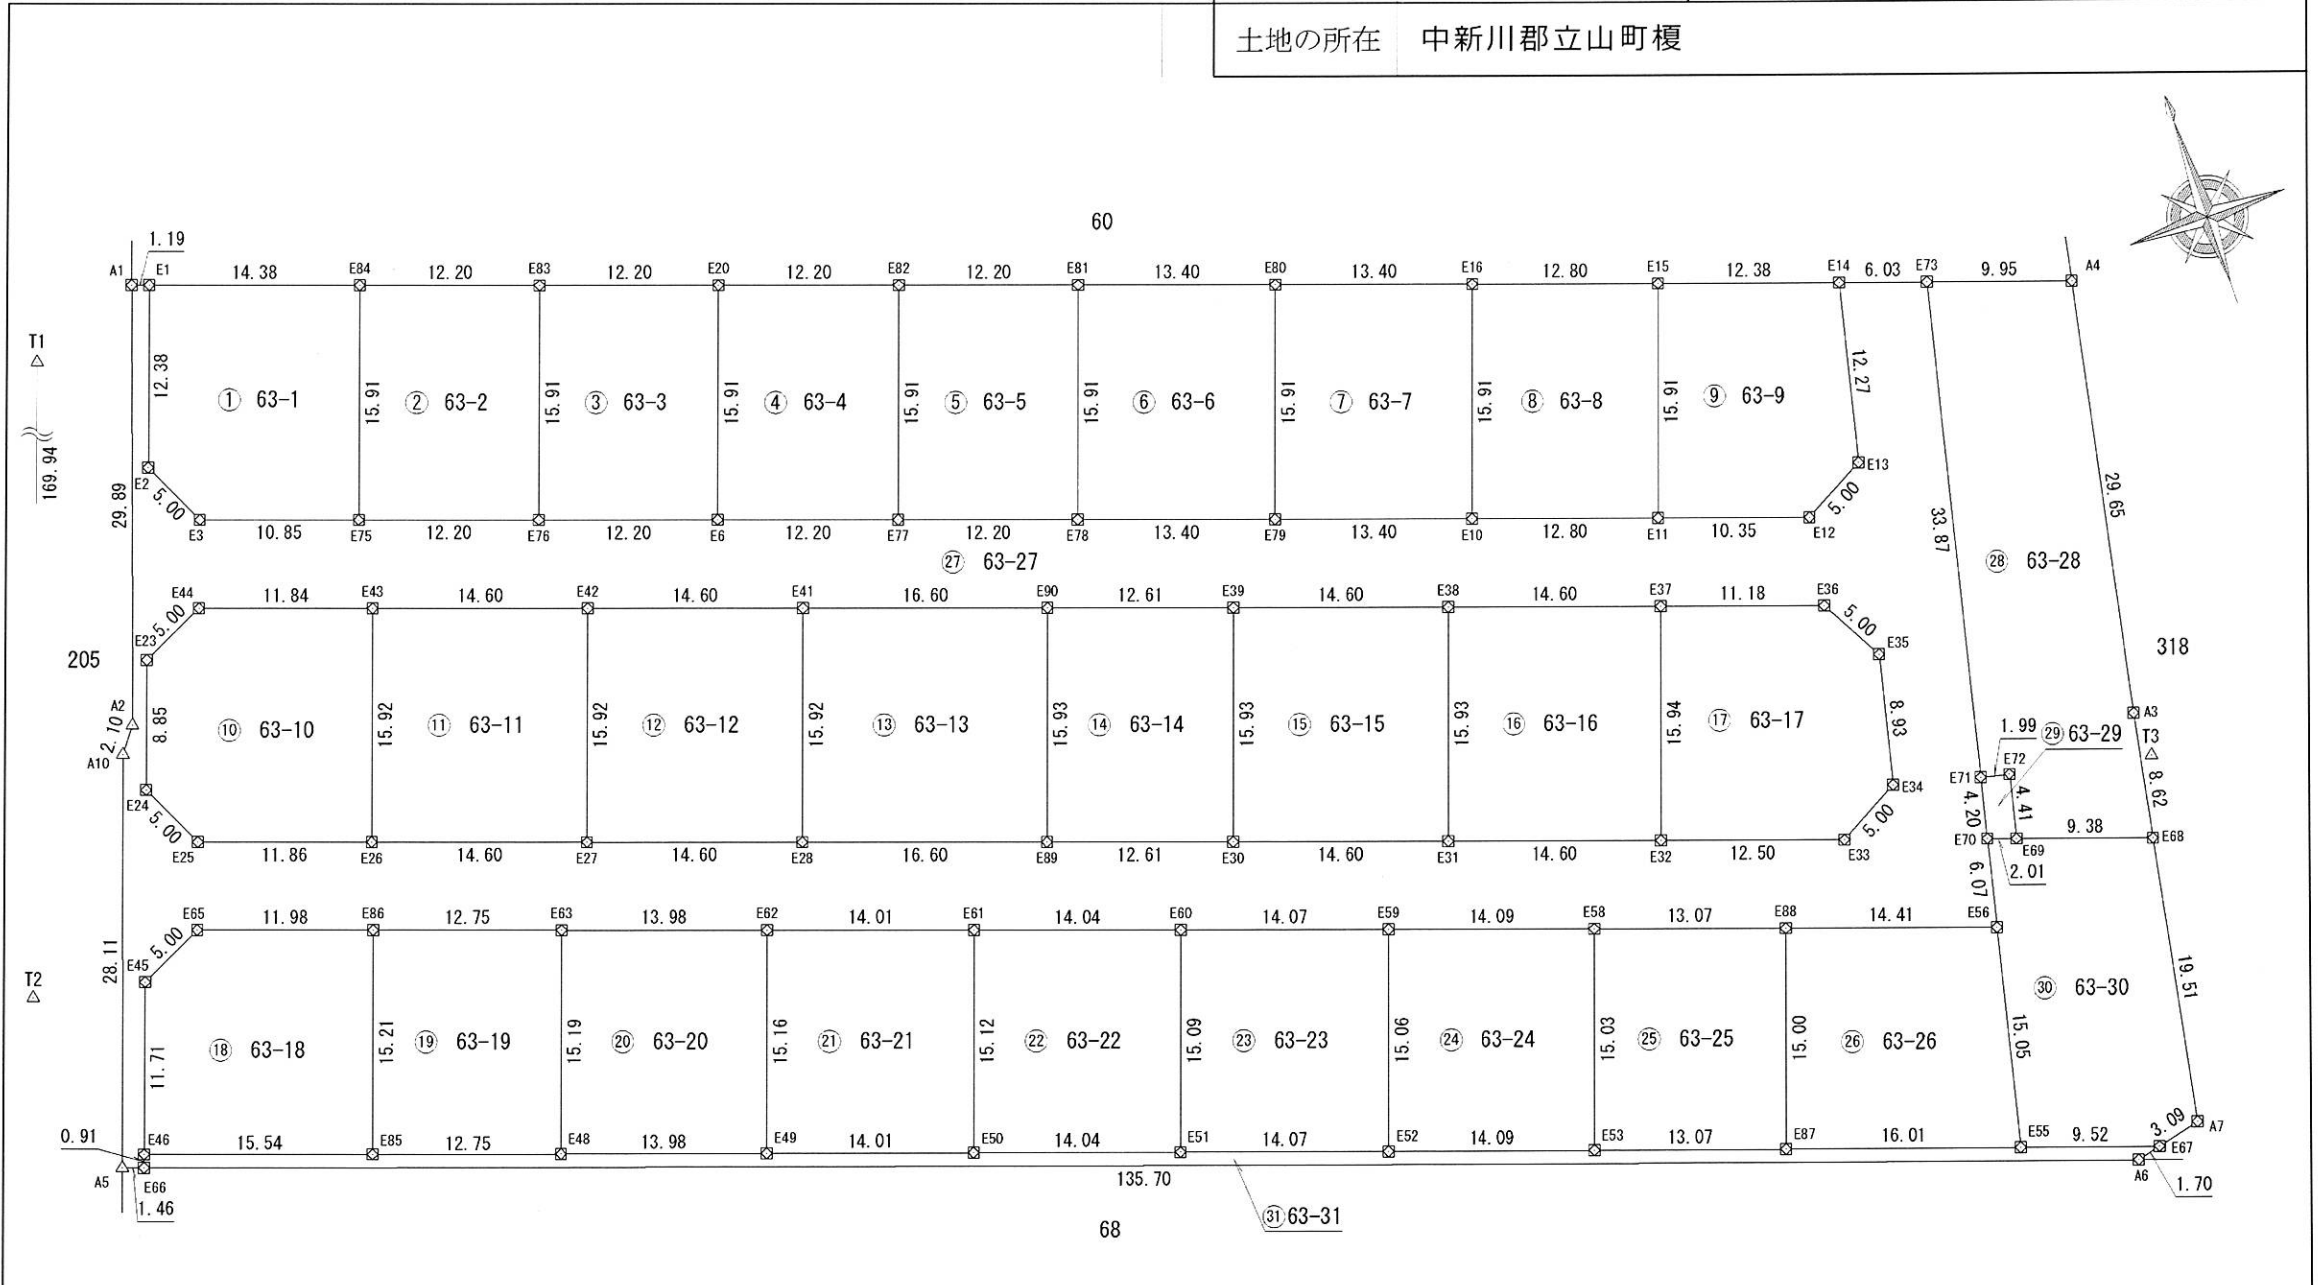 土地の所在 中新川郡立山町榎
60
1.19
A1 E1 14.38 E84 12.20 E83 12.20 E20 12.20 E82 12.20 E81 13.40 E80 13.40 E16 12.80 E15 12.38 E14 6.03 E73 9.95 A4
T1
169.94
29.89
12.38
① 63-1
15.91
② 63-2
15.91
③ 63-3
15.91
④ 63-4
15.91
⑤ 63-5
15.91
⑥ 63-6
15.91
⑦ 63-7
15.91
⑧ 63-8
15.91
⑨ 63-9
12.27
E13
5.00
E2
5.00
E3 10.85 E75 12.20 E76 12.20 E6 12.20 E77 12.20 E78 13.40 E79 13.40 E10 12.80 E11 10.35 E12
33.87
29.65
㉗ 63-27
㉘ 63-28
E44 11.84 E43 14.60 E42 14.60 E41 16.60 E90 12.61 E39 14.60 E38 14.60 E37 11.18 E36
5.00
E23
5.00
E35
205
318
A2
2.10
A10
8.85
⑩ 63-10
15.92
⑪ 63-11
15.92
⑫ 63-12
15.92
⑬ 63-13
15.93
⑭ 63-14
15.93
⑮ 63-15
15.93
⑯ 63-16
15.94
⑰ 63-17
8.93
A3
T3
8.62
1.99 ㉙ 63-29
E72
E71
4.20
4.41
E24
5.00
E34
5.00
E70
E69
9.38
E68
2.01
E25 11.86 E26 14.60 E27 14.60 E28 16.60 E89 12.61 E30 14.60 E31 14.60 E32 12.50 E33
6.07
E65 11.98 E86 12.75 E63 13.98 E62 14.01 E61 14.04 E60 14.07 E59 14.09 E58 13.07 E88 14.41 E56
5.00
E45
28.11
T2
11.71
⑱ 63-18
15.21
⑲ 63-19
15.19
⑳ 63-20
15.16
㉑ 63-21
15.12
㉒ 63-22
15.09
㉓ 63-23
15.06
㉔ 63-24
15.03
㉕ 63-25
15.00
㉖ 63-26
15.05
㉚ 63-30
19.51
3.09
A7
0.91
E46 15.54 E85 12.75 E48 13.98 E49 14.01 E50 14.04 E51 14.07 E52 14.09 E53 13.07 E87 16.01 E55 9.52 E67
A5
E66
135.70
A6
1.70
1.46
㉛ 63-31
68